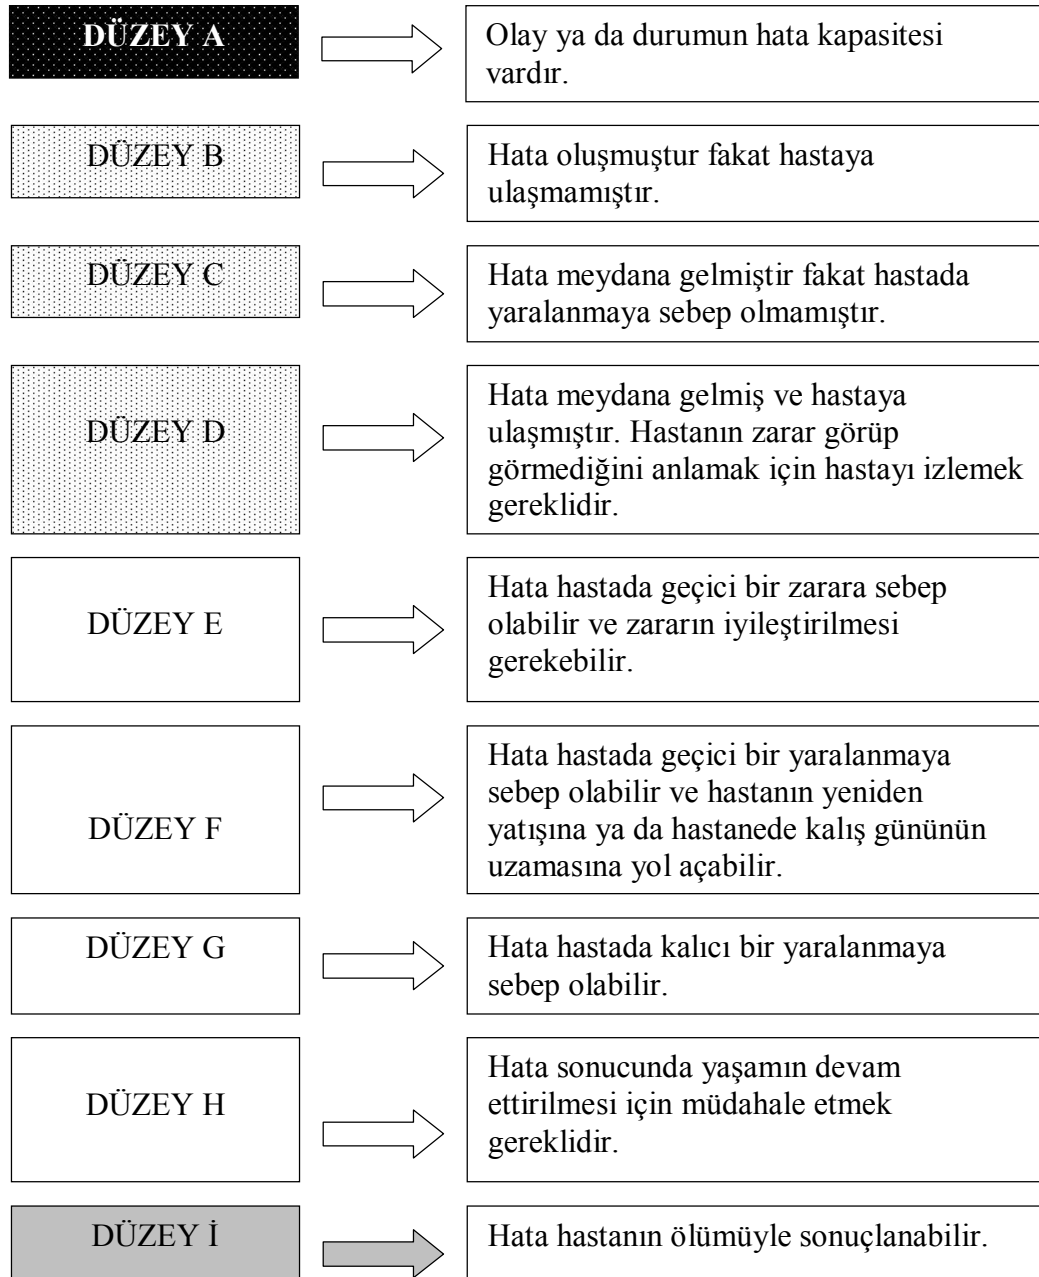 DÜZEY A
Olay ya da durumun hata kapasitesi
vardır.
DÜZEY B
Hata oluşmuştur fakat hastaya
ulaşmamıştır.
DÜZEY C
Hata meydana gelmiştir fakat hastada
yaralanmaya sebep olmamıştır.
DÜZEY D
Hata meydana gelmiş ve hastaya
ulaşmıştır. Hastanın zarar görüp
görmediğini anlamak için hastayı izlemek
gereklidir.
DÜZEY E
Hata hastada geçici bir zarara sebep
olabilir ve zararın iyileştirilmesi
gerekebilir.
DÜZEY F
Hata hastada geçici bir yaralanmaya
sebep olabilir ve hastanın yeniden
yatışına ya da hastanede kalış gününün
uzamasına yol açabilir.
DÜZEY G
Hata hastada kalıcı bir yaralanmaya
sebep olabilir.
DÜZEY H
Hata sonucunda yaşamın devam
ettirilmesi için müdahale etmek
gereklidir.
DÜZEY İ
Hata hastanın ölümüyle sonuçlanabilir.